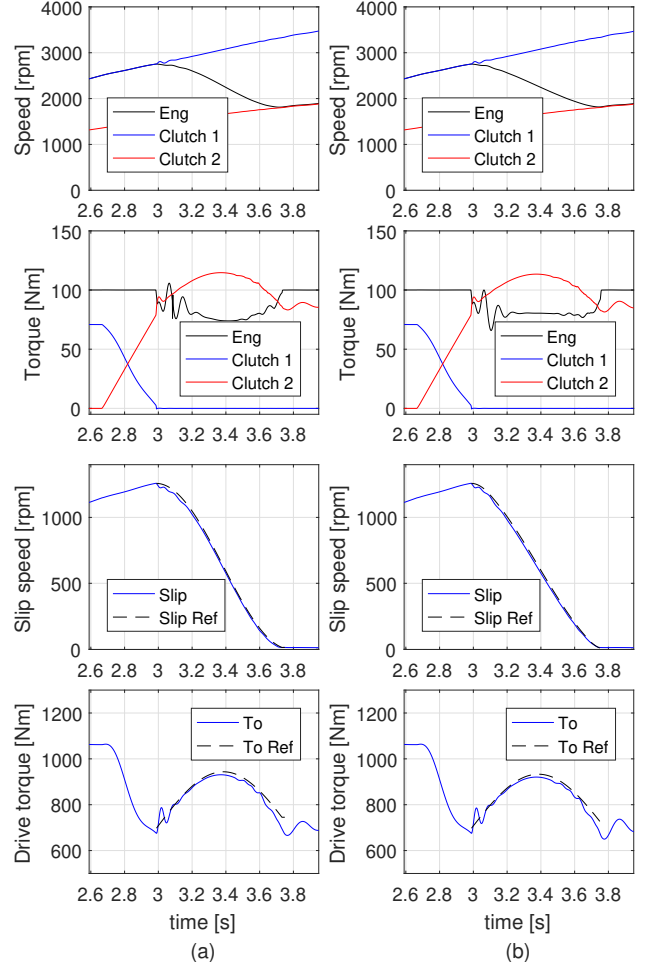 4000
3000
2000
1000
0
Speed [rpm]
Eng
Clutch 1
Clutch 2
2.6 2.8 3 3.2 3.4 3.6 3.8
4000
3000
2000
1000
0
Speed [rpm]
Eng
Clutch 1
Clutch 2
2.6 2.8 3 3.2 3.4 3.6 3.8
150
100
50
0
Torque [Nm]
Eng
Clutch 1
Clutch 2
2.6 2.8 3 3.2 3.4 3.6 3.8
150
100
50
0
Torque [Nm]
Eng
Clutch 1
Clutch 2
2.6 2.8 3 3.2 3.4 3.6 3.8
1000
500
0
Slip speed [rpm]
Slip
Slip Ref
2.6 2.8 3 3.2 3.4 3.6 3.8
1000
500
0
Slip speed [rpm]
Slip
Slip Ref
2.6 2.8 3 3.2 3.4 3.6 3.8
1200
1000
800
600
Drive torque [Nm]
To
To Ref
2.6 2.8 3 3.2 3.4 3.6 3.8
time [s]
(a)
1200
1000
800
600
Drive torque [Nm]
To
To Ref
2.6 2.8 3 3.2 3.4 3.6 3.8
time [s]
(b)